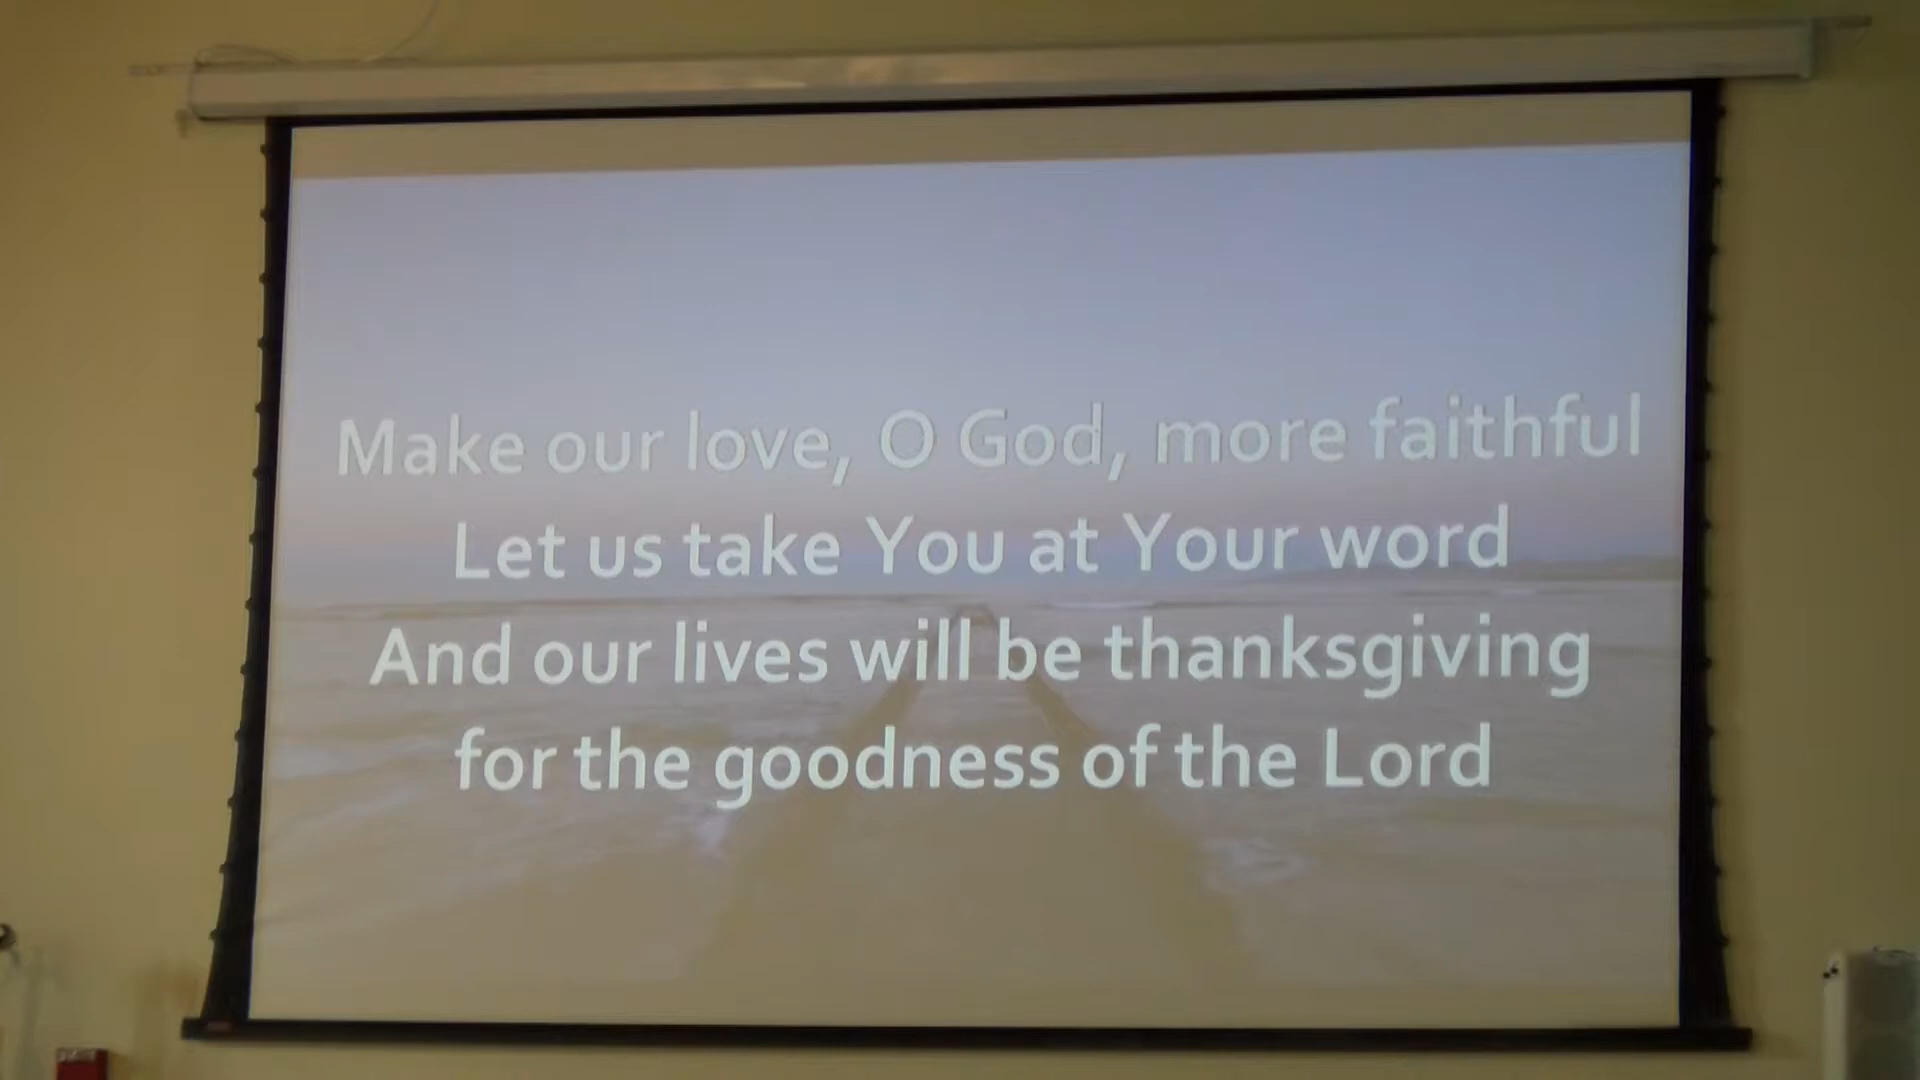 Make our love, O God, more faithful
Let us take You at Your word
And our lives will be thanksgiving
for the goodness of the Lord